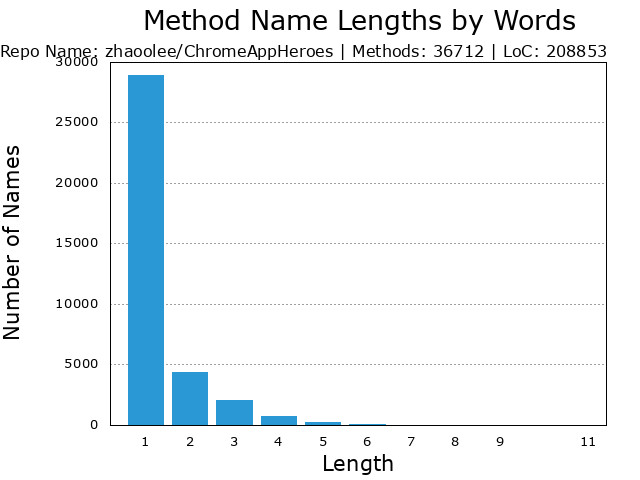 Method Name Lengths by Words
Repo Name: zhaoolee/ChromeAppHeroes | Methods: 36712 | LoC: 208853
30000
25000
20000
15000
10000
5000
0
Number of Names
1 2 3 4 5 6 7 8 9 11
Length